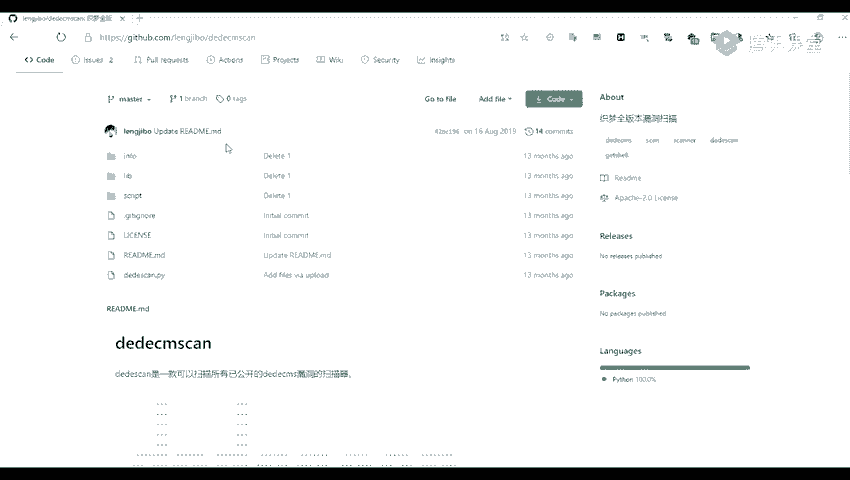 lengjibo/dedecmscan: 织梦全版
https://github.com/lengjibo/dedecmscan
腾讯课堂
Code Issues 2 Pull requests Actions Projects Wiki Security Insights
master 1 branch 0 tags Go to file Add file Code
lengjibo Update README.md on 16 Aug 2019 14 commits
info Delete 1 13 months ago
lib Delete 1 13 months ago
script Delete 1 13 months ago
.gitignore Initial commit 13 months ago
LICENSE Initial commit 13 months ago
README.md Update README.md 13 months ago
dedescan.py Add files via upload 13 months ago
README.md
dedecmscan
dedescan是一款可以扫描所有已公开的dedecms漏洞的扫描器。
About
织梦全版本漏洞扫描
dedecms scan scanner dedescan
getshell
Readme
Apache-2.0 License
Releases
No releases published
Packages
No packages published
Languages
Python 100.0%